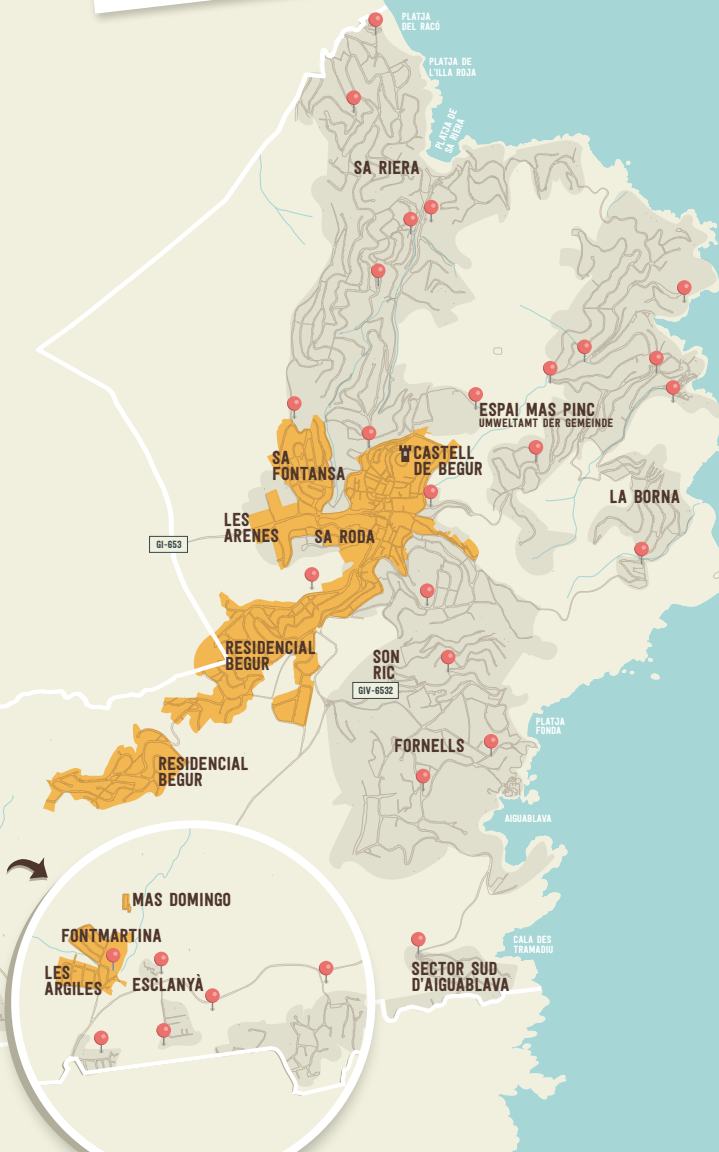 PLATJA
DEL RACÓ
PLATJA DE
L'ILLA ROJA
PLATJA DE
SA RIERA
SA RIERA
ESPAI MAS PINC
UMWELTAMT DER GEMEINDE
SA
FONTANSA
CASTELL
DE BEGUR
LA BORNA
LES
ARENES
SA RODA
GI-653
RESIDENCIAL
BEGUR
SON
RIC
GIV-6532
PLATJA
FONDA
FORNELLS
RESIDENCIAL
BEGUR
AIGUABLAVA
MAS DOMINGO
FONTMARTINA
CALA DES
TRAMADIU
LES
ARGILES
ESCLANYÀ
SECTOR SUD
D'AIGUABLAVA